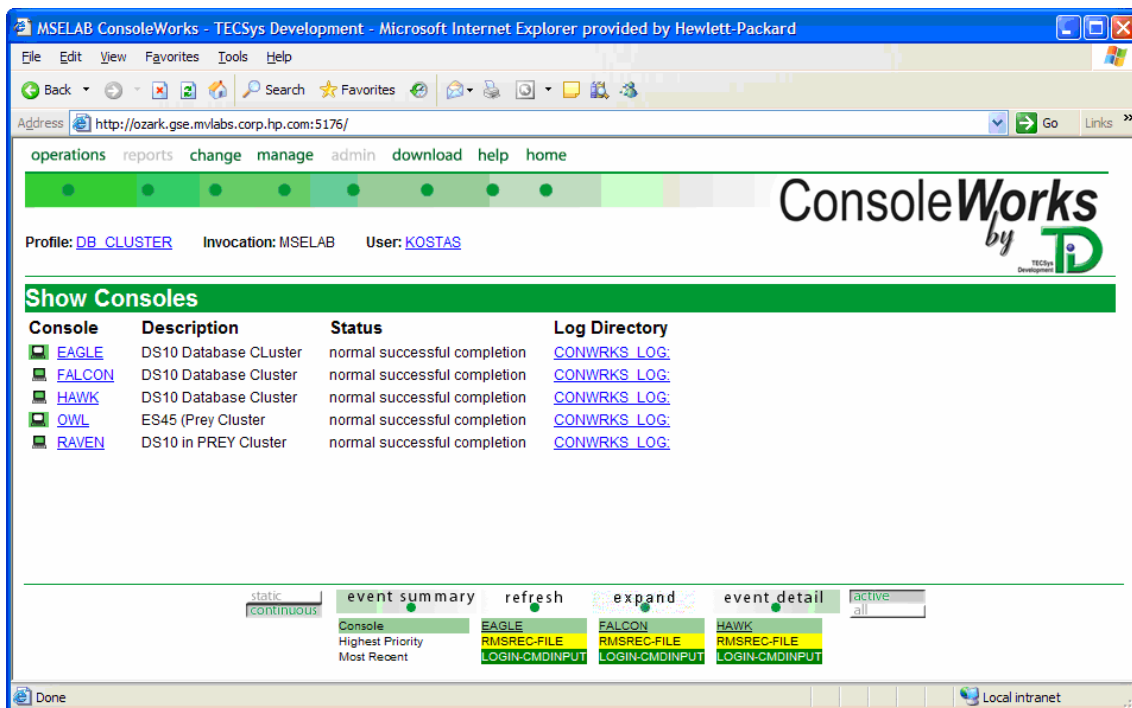 MSELAB ConsoleWorks - TECSys Development - Microsoft Internet Explorer provided by Hewlett-Packard
File Edit View Favorites Tools Help
Back Search Favorites
Address http://ozark.gse.mvlabs.corp.hp.com:5176/ Go Links »
operations reports change manage admin download help home
ConsoleWorks
by TDi
TECSys
Development
Profile: DB_CLUSTER Invocation: MSELAB User: KOSTAS
Show Consoles
Console Description Status Log Directory
EAGLE DS10 Database CLuster normal successful completion CONWRKS_LOG:
FALCON DS10 Database Cluster normal successful completion CONWRKS_LOG:
HAWK DS10 Database Cluster normal successful completion CONWRKS_LOG:
OWL ES45 (Prey Cluster normal successful completion CONWRKS_LOG:
RAVEN DS10 in PREY Cluster normal successful completion CONWRKS_LOG:
static event summary refresh expand event detail active
continuous all
Console EAGLE FALCON HAWK
Highest Priority RMSREC-FILE RMSREC-FILE RMSREC-FILE
Most Recent LOGIN-CMDINPUT LOGIN-CMDINPUT LOGIN-CMDINPUT
Done Local intranet